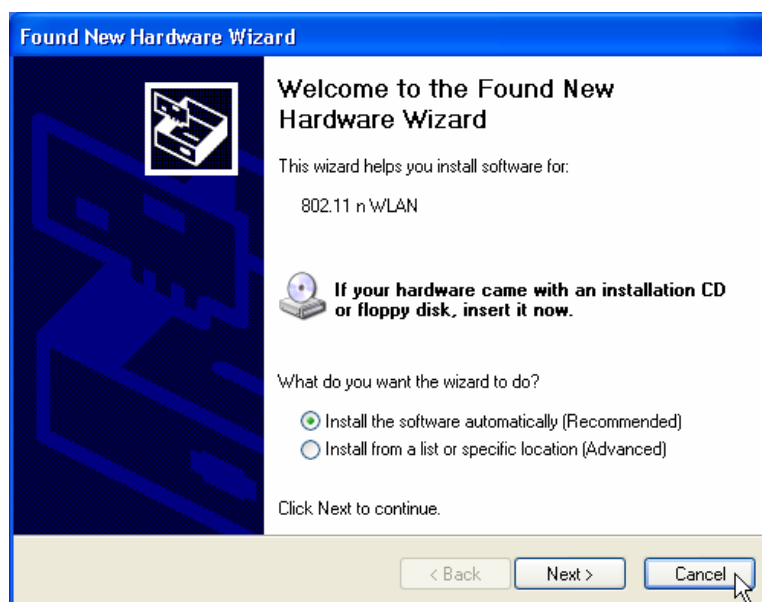 Found New Hardware Wizard
Welcome to the Found New
Hardware Wizard
This wizard helps you install software for:
802.11 n WLAN
If your hardware came with an installation CD
or floppy disk, insert it now.
What do you want the wizard to do?
Install the software automatically (Recommended)
Install from a list or specific location (Advanced)
Click Next to continue.
< Back Next > Cancel